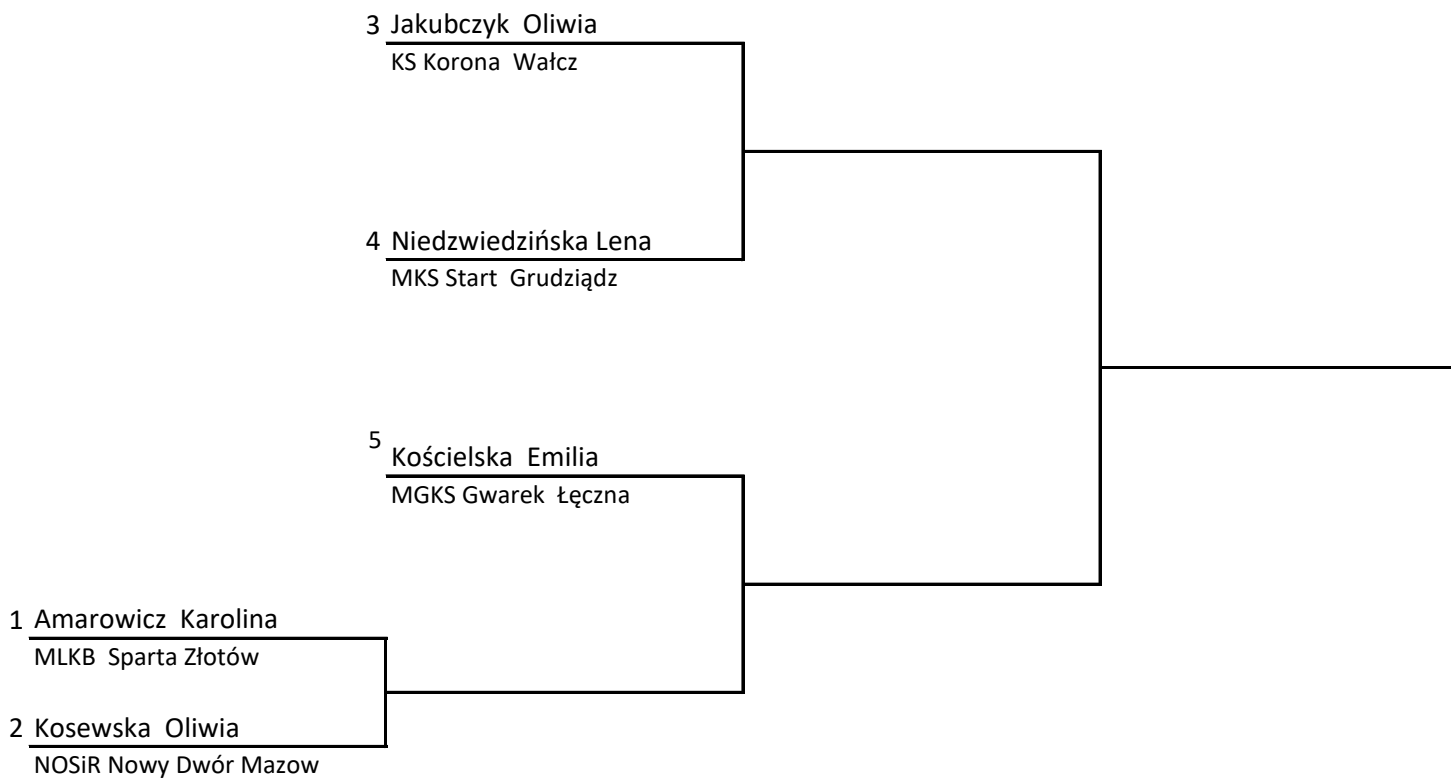 3 Jakubczyk Oliwia
KS Korona Wałcz
4 Niedzwiedzińska Lena
MKS Start Grudziądz
5 Kościelska Emilia
MGKS Gwarek Łęczna
1 Amarowicz Karolina
MLKB Sparta Złotów
2 Kosewska Oliwia
NOSiR Nowy Dwór Mazow